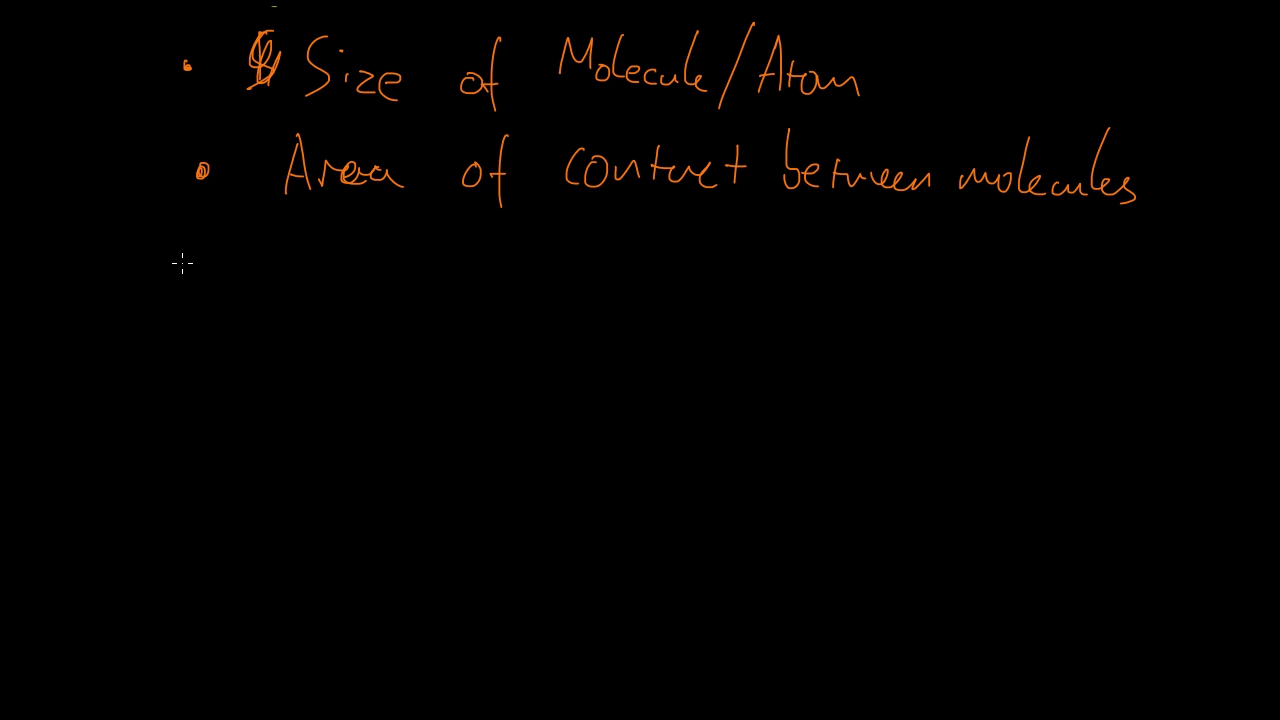 • Size of Molecule/Atom
• Area of contact between molecules